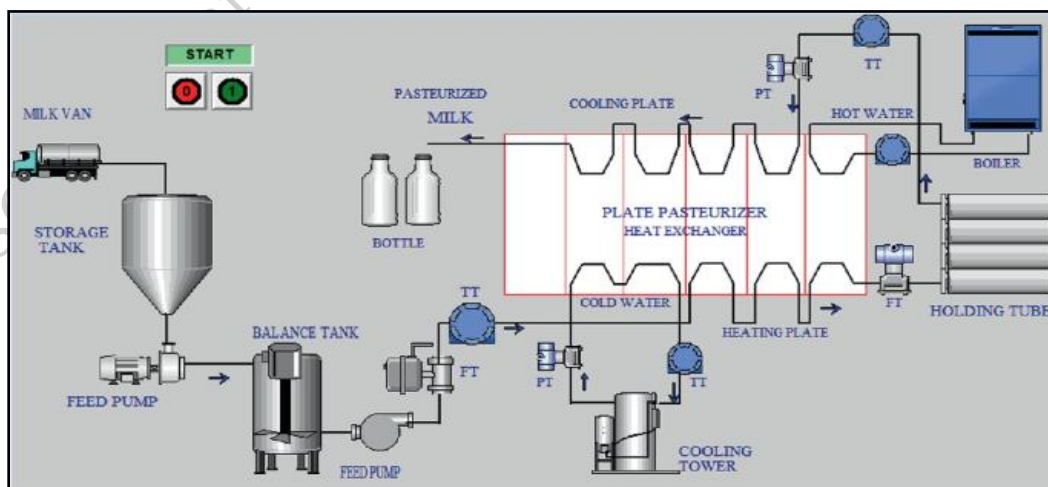 START
0
1
MILK VAN
STORAGE
TANK
FEED PUMP
BALANCE TANK
FEED PUMP
FT
TT
PASTEURIZED
MILK
BOTTLE
COOLING PLATE
PLATE PASTEURIZER
HEAT EXCHANGER
COLD WATER
HEATING PLATE
PT
TT
COOLING
TOWER
PT
TT
HOT WATER
BOILER
FT
HOLDING TUBE